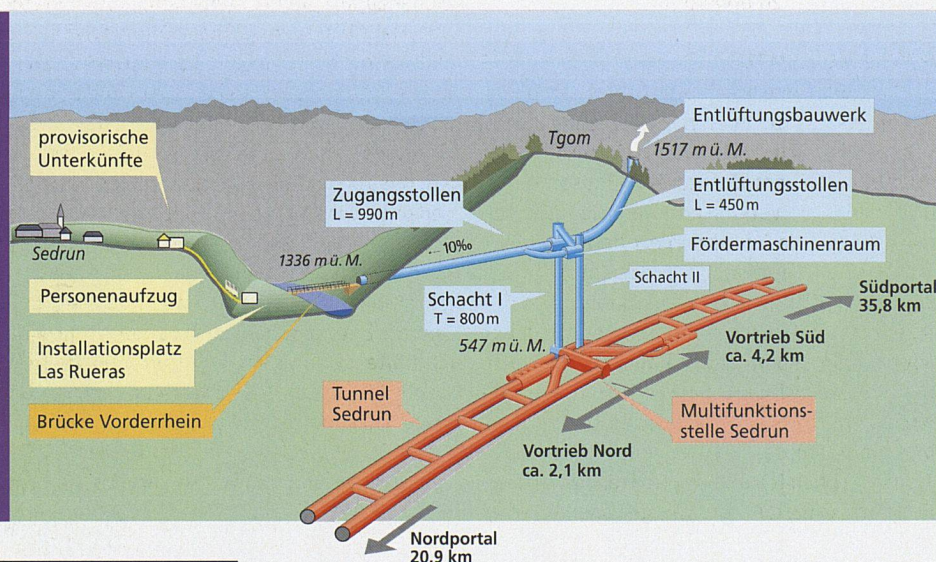 provisorische
Unterkünfte
Sedrun
Personenaufzug
Installationsplatz
Las Rueras
Brücke Vorderrhein
1336 m ü. M.
Zugangsstollen
L = 990 m
← 10‰
Tgom
Entlüftungsbauwerk
1517 m ü. M.
Entlüftungsstollen
L = 450 m
Fördermaschinenraum
Schacht II
Schacht I
T = 800 m
547 m ü. M.
Südportal
35,8 km
Vortrieb Süd
ca. 4,2 km
Tunnel
Sedrun
Multifunktions-
stelle Sedrun
Vortrieb Nord
ca. 2,1 km
Nordportal
20,9 km